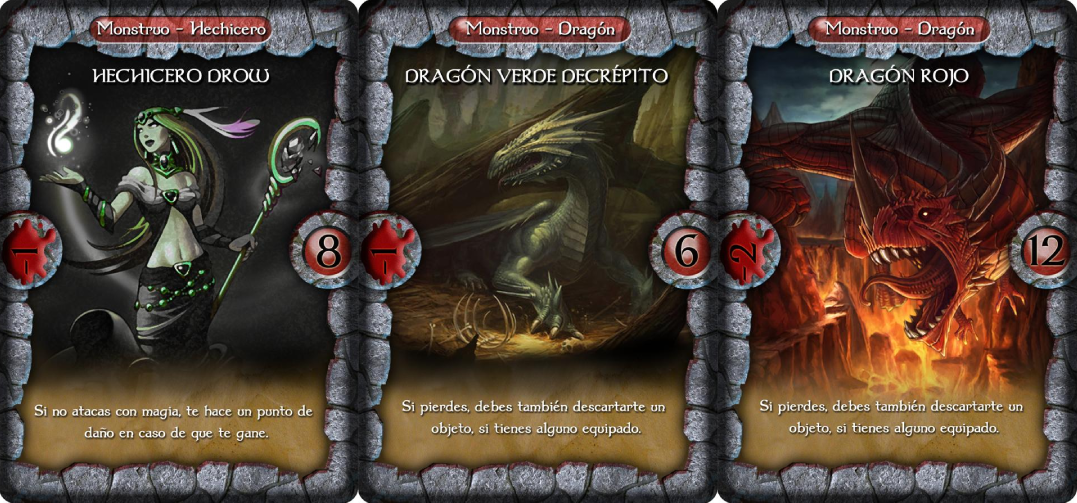 Monstruo - Hechicero
HECHICERO DROW
-1
8
Si no atacas con magia, te hace un punto de
daño en caso de que te gane.
Monstruo - Dragón
DRAGÓN VERDE DECRÉPITO
-1
6
Si pierdes, debes también descartarte un
objeto, si tienes alguno equipado.
Monstruo - Dragón
DRAGÓN ROJO
-2
12
Si pierdes, debes también descartarte un
objeto, si tienes alguno equipado.